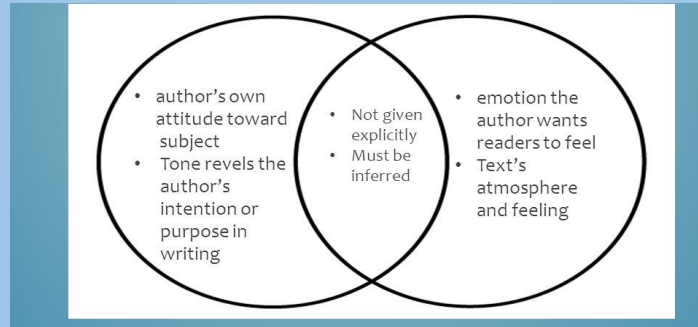 • author's own
attitude toward
subject
• Tone revels the
author's
intention or
purpose in
writing
• Not given
explicitly
• Must be
inferred
• emotion the
author wants
readers to feel
• Text's
atmosphere
and feeling